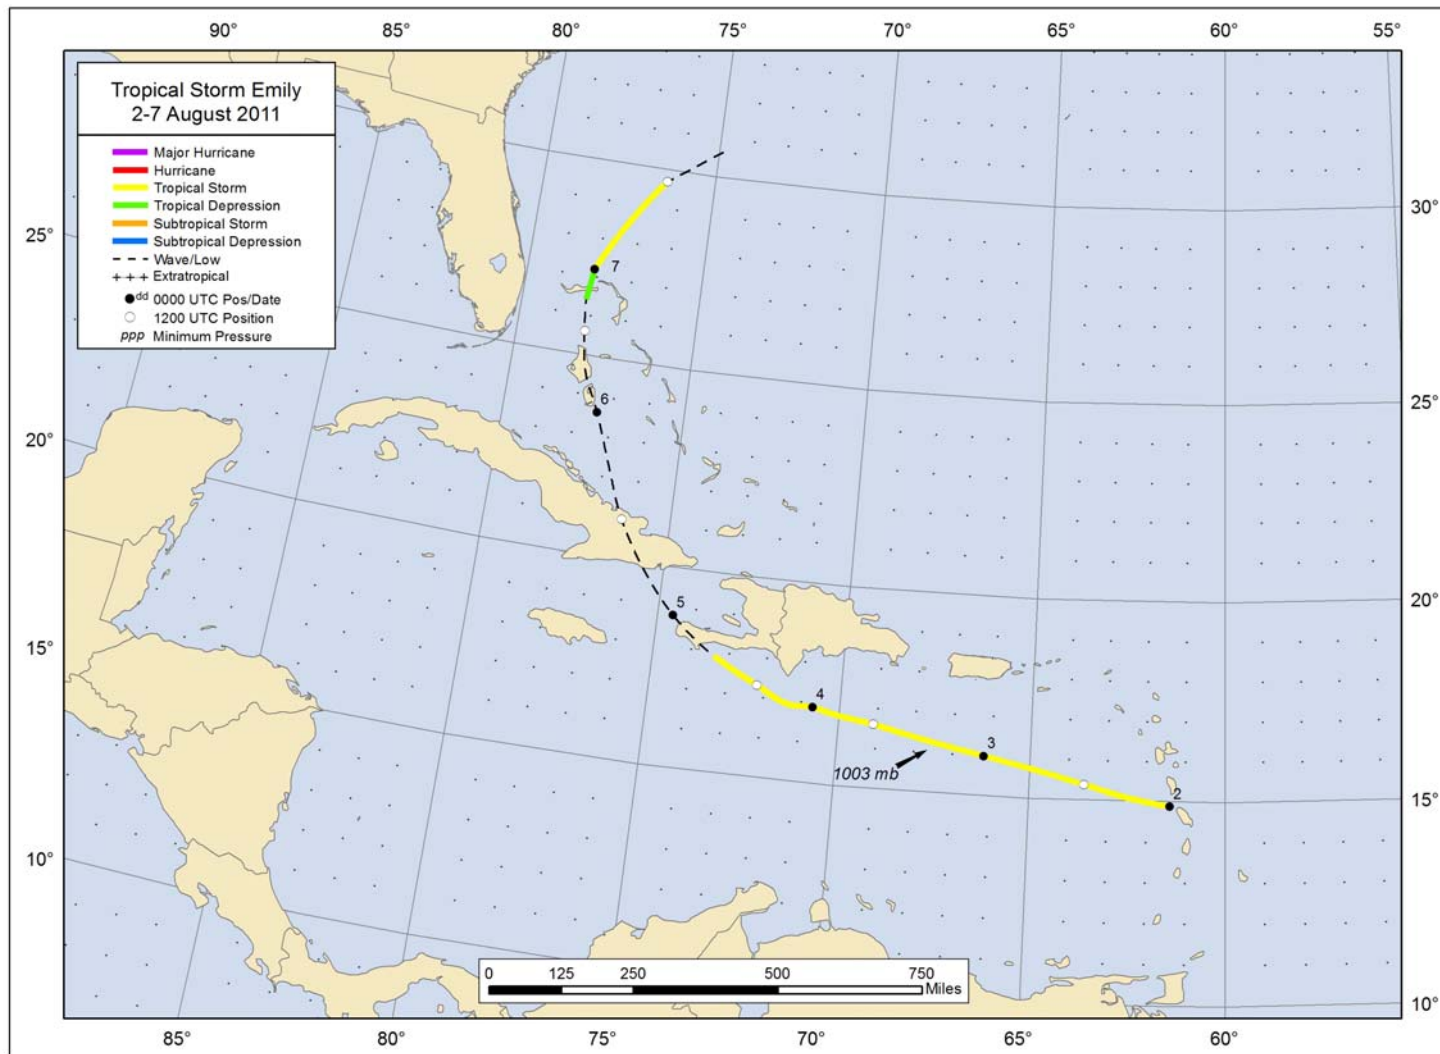 90° 85° 80° 75° 70° 65° 60° 55°
Tropical Storm Emily
2-7 August 2011
Major Hurricane
Hurricane
Tropical Storm
Tropical Depression
Subtropical Storm
Subtropical Depression
Wave/Low
+++ Extratropical
dd 0000 UTC Pos/Date
1200 UTC Position
ppp Minimum Pressure
30°
25°
7
25°
6
20°
20°
5
15°
4
3
1003 mb
2
15°
10°
0 125 250 500 750
Miles
10°
85° 80° 75° 70° 65° 60°